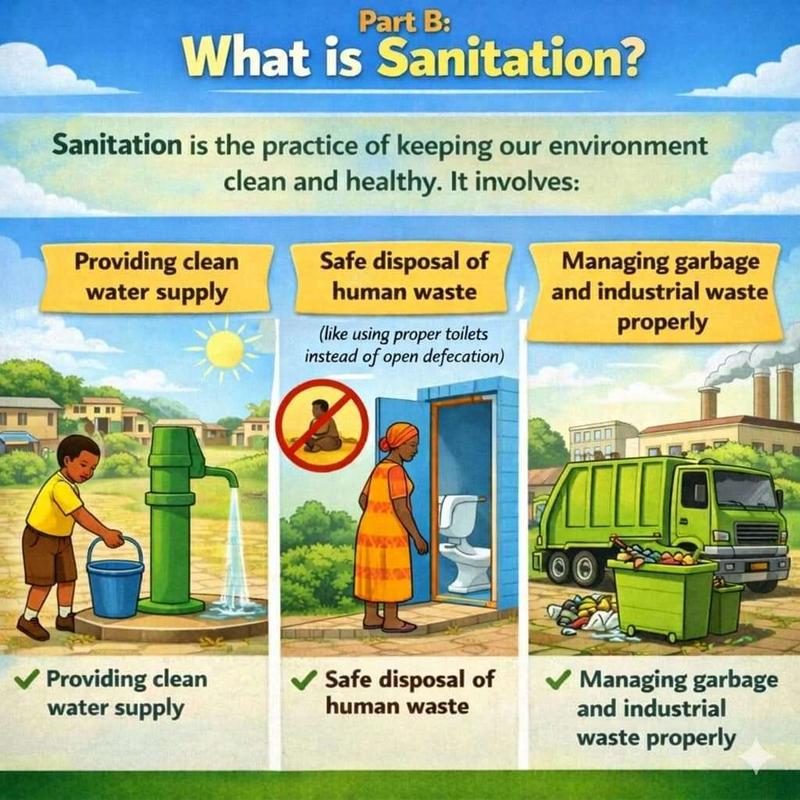 Part B:
What is Sanitation?
Sanitation is the practice of keeping our environment
clean and healthy. It involves:
Providing clean
water supply
Safe disposal of
human waste
(like using proper toilets
instead of open defecation)
Managing garbage
and industrial waste
properly
✓ Providing clean
water supply
✓ Safe disposal of
human waste
✓ Managing garbage
and industrial
waste properly